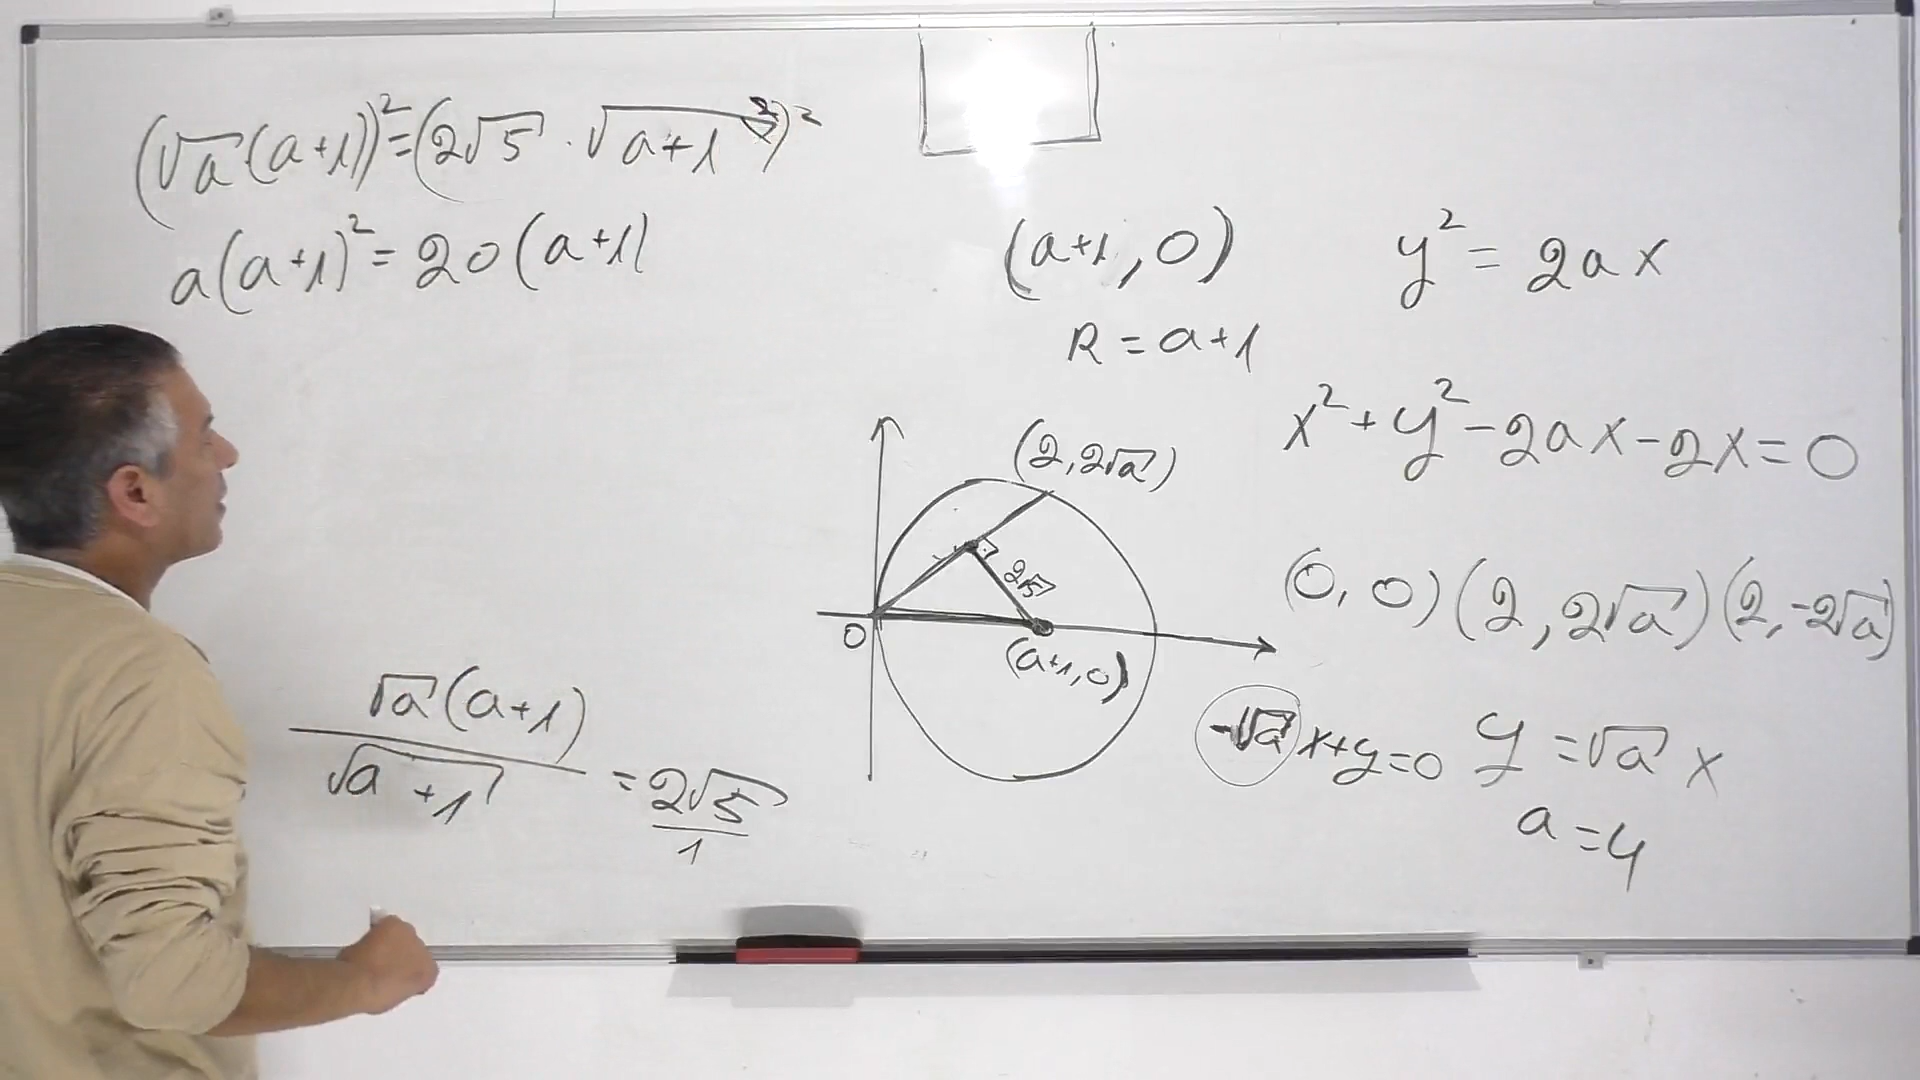 (√a (a+1))² = (2√5 · √a+1)²
a(a+1)² = 20(a+1)
(a+1, 0)
R = a+1
y² = 2ax
x² + y² - 2ax - 2x = 0
(0, 0) (2, 2√a) (2, -2√a)
-√a x+y=0 y = √a x
a = 4
(2, 2√a)
2√5
0
(a+1, 0)
√a (a+1)
√a+1
= 2√5
1